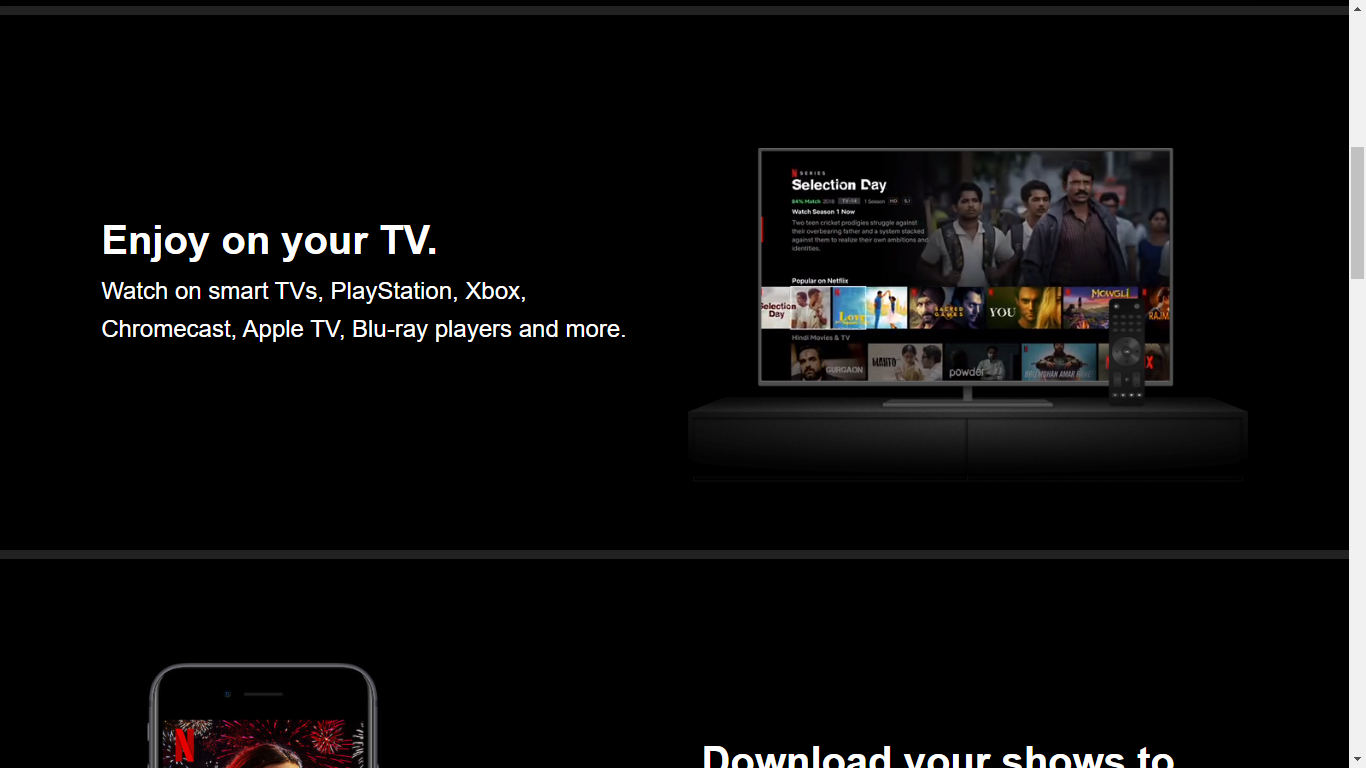 Enjoy on your TV.
Watch on smart TVs, PlayStation, Xbox,
Chromecast, Apple TV, Blu-ray players and more.
N SERIES
Selection Day
94% Match 2018 TV-14 1 Season HD 5.1
Watch Season 1 Now
Two teen cricket prodigies struggle against
their overbearing father and a system stacked
against them to realize their own ambitions and
identities.
Popular on Netflix
Selection
Day
Love
SACRED
GAMES
YOU
MOWGLI
RAJM
Hindi Movies & TV
GURGAON
MANTO
powder
BRIJ MOHAN AMAR RAHE
X
N
Download your shows to